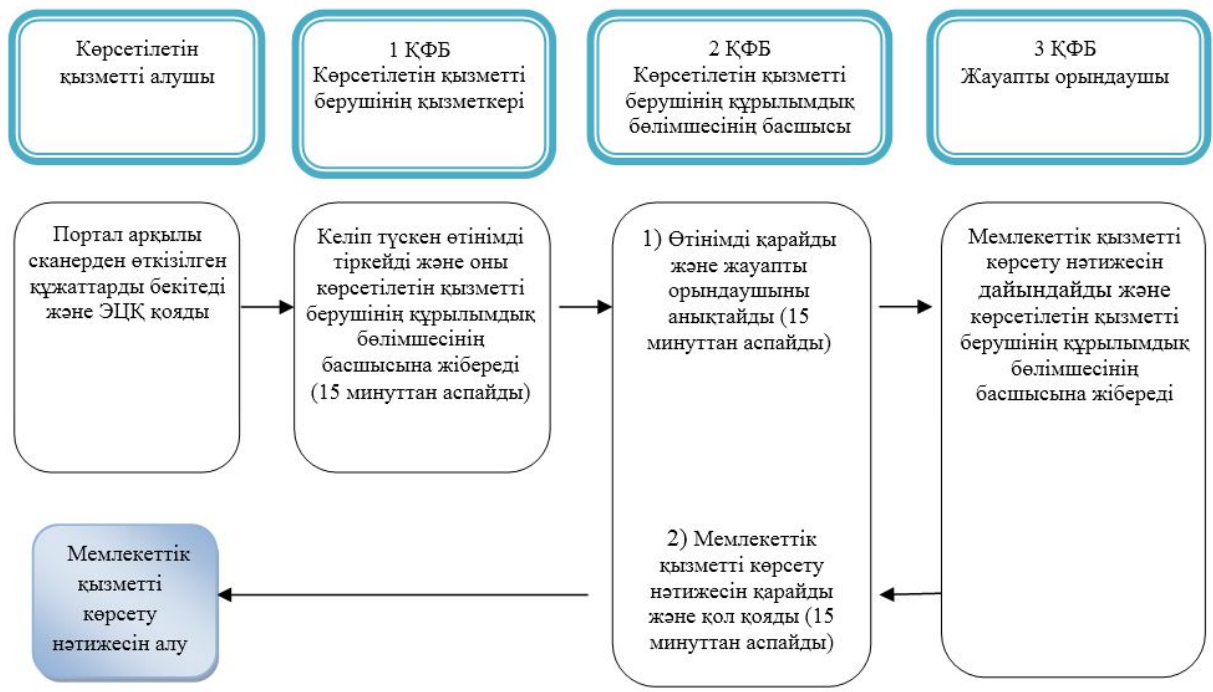 Көрсетілетін
қызметті алушы
1 ҚФБ
Көрсетілетін қызметті
берушінің қызметкері
2 ҚФБ
Көрсетілетін қызметті
берушінің құрылымдық
бөлімшесінің басшысы
3 ҚФБ
Жауапты орындаушы
Портал арқылы
сканерден өткізілген
құжаттарды бекітеді
және ЭЦҚ қояды
Келіп түскен өтінімді
тіркейді және оны
көрсетілетін қызметті
берушінің құрылымдық
бөлімшесінің
басшысына жібереді
(15 минуттан аспайды)
1) Өтінімді қарайды
және жауапты
орындаушыны
анықтайды (15
минуттан аспайды)
Мемлекеттік қызметті
көрсету нәтижесін
дайындайды және
көрсетілетін қызметті
берушінің құрылымдық
бөлімшесінің
басшысына жібереді
Мемлекеттік
қызметті
көрсету
нәтижесін алу
2) Мемлекеттік
қызметті көрсету
нәтижесін қарайды
және қол қояды (15
минуттан аспайды)